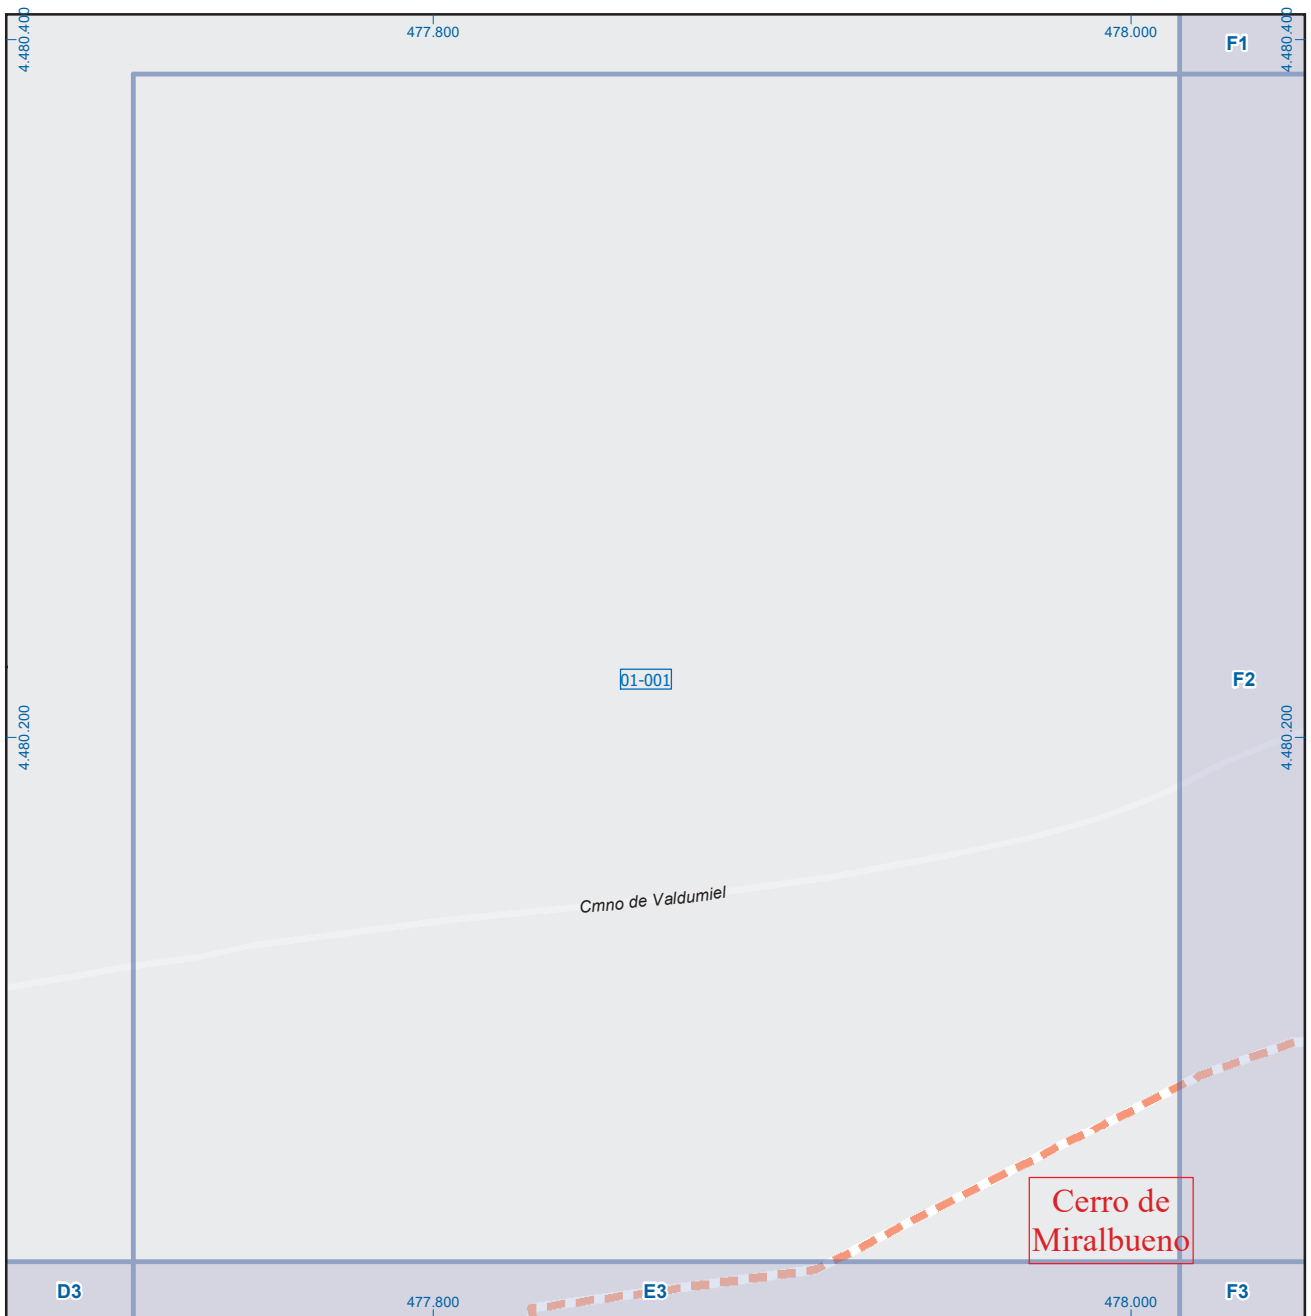 4.480.400
477.800
478.000
F1
4.480.400
01-001
F2
4.480.200
4.480.200
Cmno de Valdumiel
Cerro de
Miralbueno
D3
E3
F3
477.800
478.000